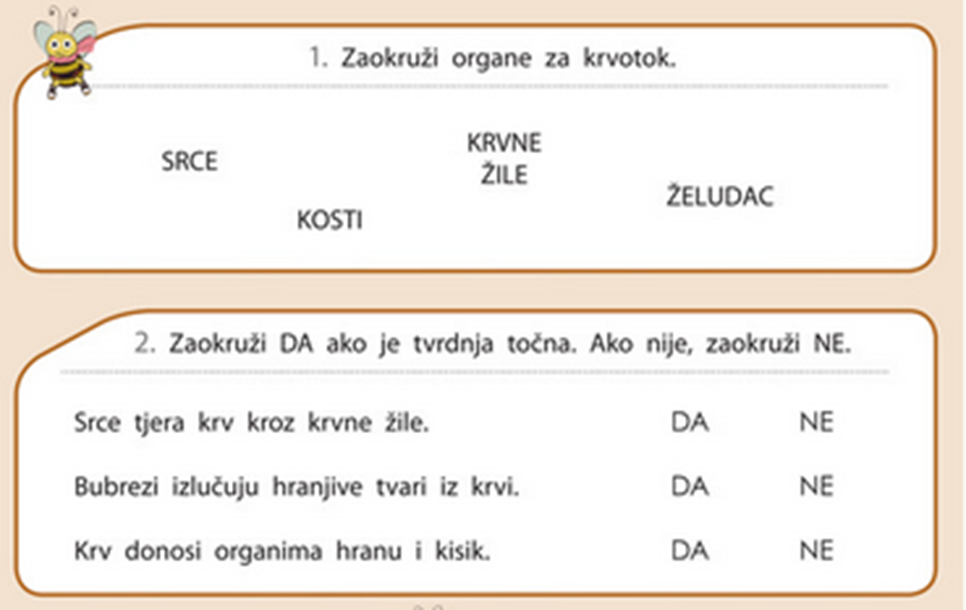 1. Zaokruži organe za krvotok.
SRCE
KRVNE
ŽILE
ŽELUDAC
KOSTI
2. Zaokruži DA ako je tvrdnja točna. Ako nije, zaokruži NE.
Srce tjera krv kroz krvne žile. DA NE
Bubrezi izlučuju hranjive tvari iz krvi. DA NE
Krv donosi organima hranu i kisik. DA NE